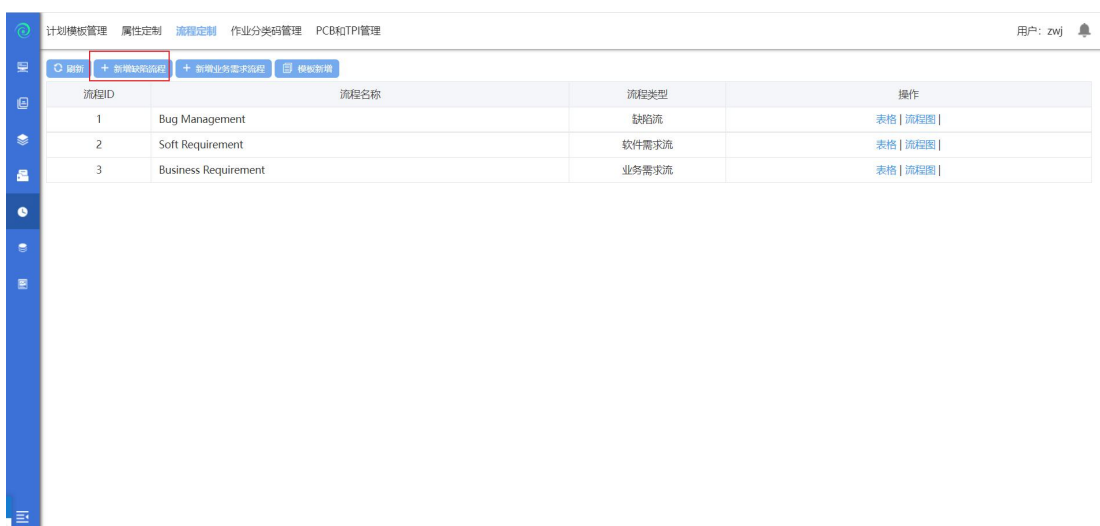 计划模板管理 属性定制 流程定制 作业分类码管理 PCB和TPI管理 用户：zwj
刷新 + 新增缺陷流程 + 新增业务需求流程 模板新增
流程ID 流程名称 流程类型 操作
1 Bug Management 缺陷流 表格 | 流程图 |
2 Soft Requirement 软件需求流 表格 | 流程图 |
3 Business Requirement 业务需求流 表格 | 流程图 |